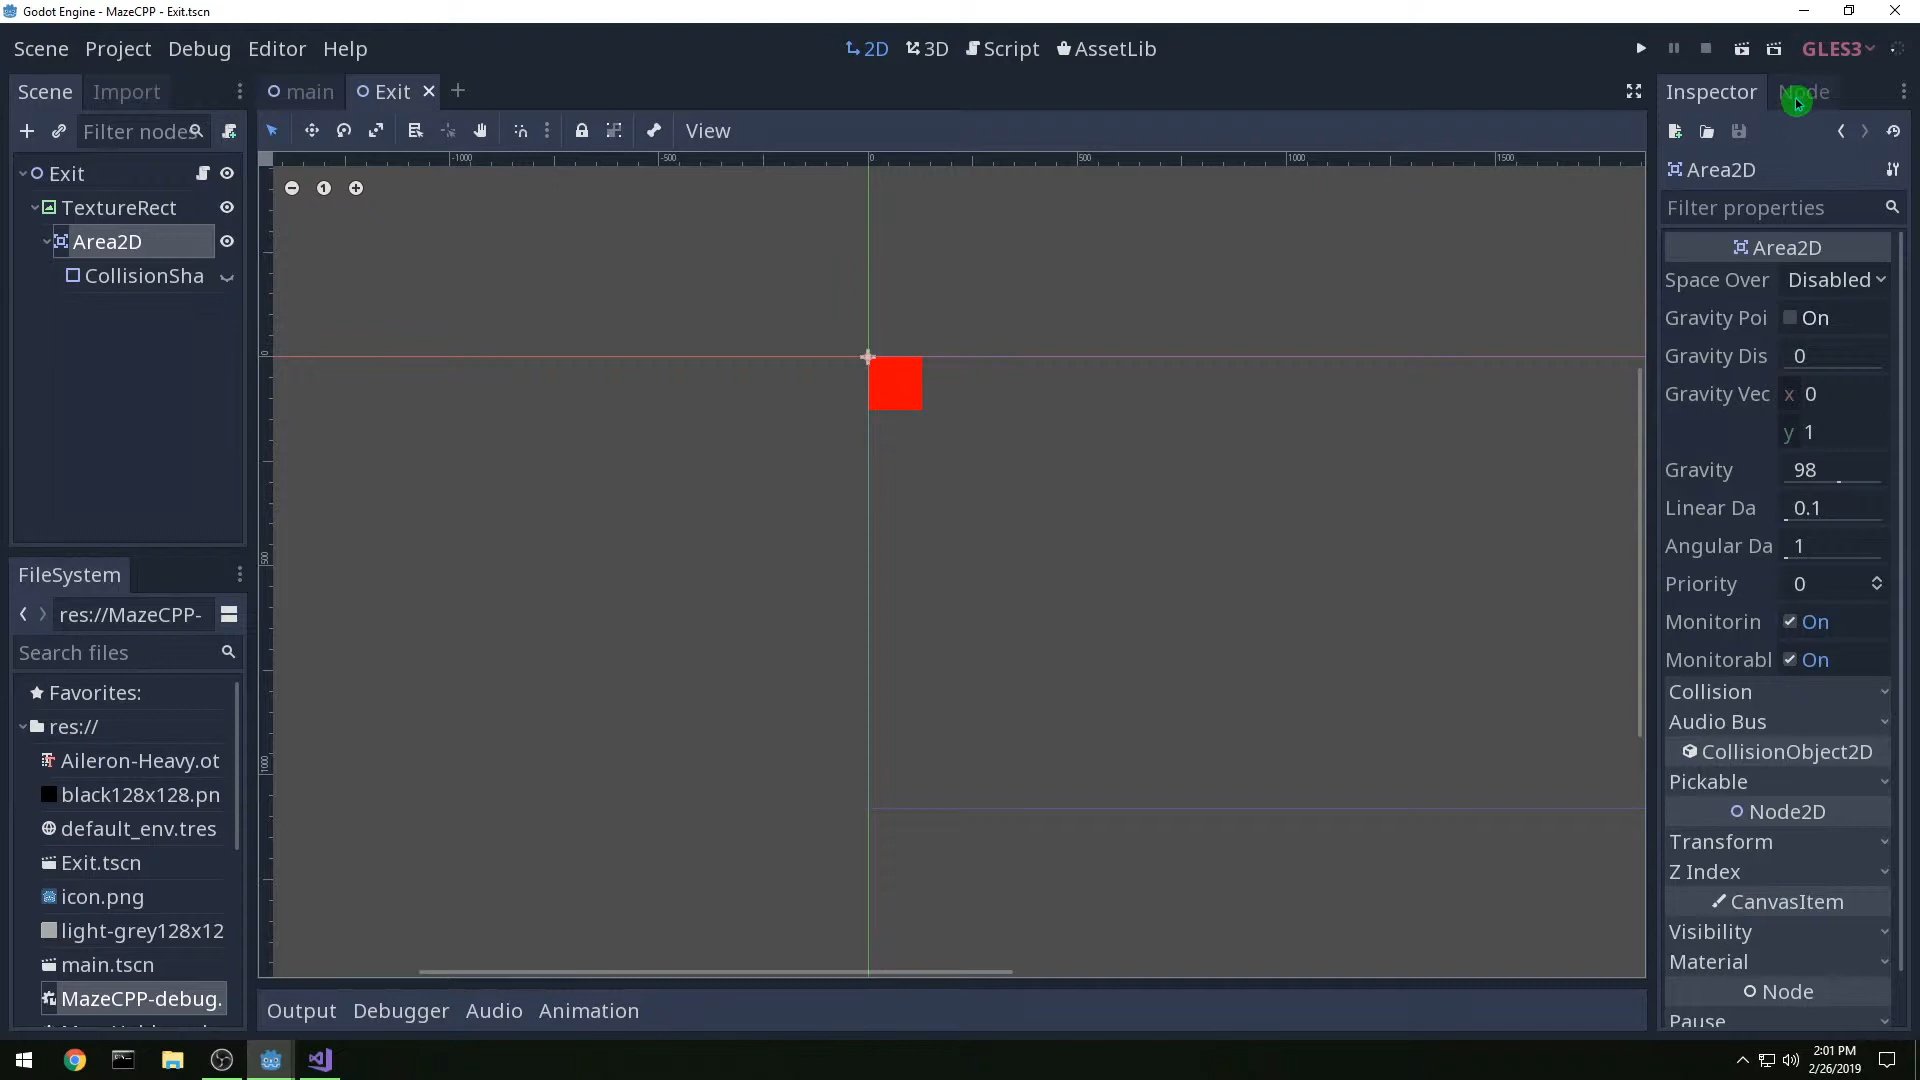 Godot Engine - MazeCPP - Exit.tscn
Scene Project Debug Editor Help
2D 3D Script AssetLib
GLES3
Scene Import
main Exit
Inspector Node
Filter nodes
View
Area2D
Filter properties
Exit
TextureRect
Area2D
CollisionSha
-1000 -500 0 500 1000 1500
0
500
1000
1
Area2D
Space Over Disabled
Gravity Poi On
Gravity Dis 0
Gravity Vec x 0
y 1
Gravity 98
Linear Da 0.1
Angular Da 1
Priority 0
Monitorin On
Monitorabl On
Collision
Audio Bus
CollisionObject2D
Pickable
Node2D
Transform
Z Index
CanvasItem
Visibility
Material
Node
Pause
FileSystem
res://MazeCPP-
Search files
Favorites:
res://
Aileron-Heavy.ot
black128x128.pn
default_env.tres
Exit.tscn
icon.png
light-grey128x12
main.tscn
MazeCPP-debug.
Output Debugger Audio Animation
2:01 PM
2/26/2019